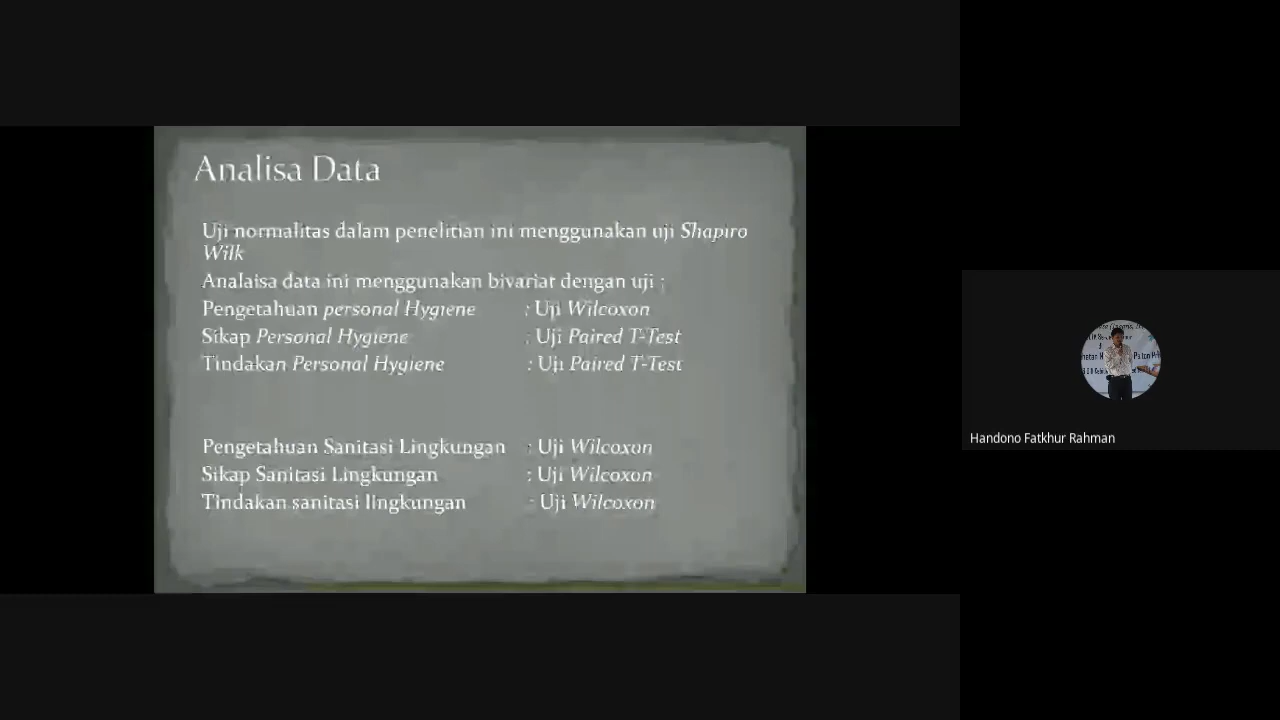 Analisa Data
Uji normalitas dalam penelitian ini menggunakan uji Shapiro
Wilk
Analaisa data ini menggunakan bivariat dengan uji :
Pengetahuan personal Hygiene : Uji Wilcoxon
Sikap Personal Hygiene : Uji Paired T-Test
Tindakan Personal Hygiene : Uji Paired T-Test
Pengetahuan Sanitasi Lingkungan : Uji Wilcoxon
Sikap Sanitasi Lingkungan : Uji Wilcoxon
Tindakan sanitasi lingkungan : Uji Wilcoxon
Handono Fatkhur Rahman